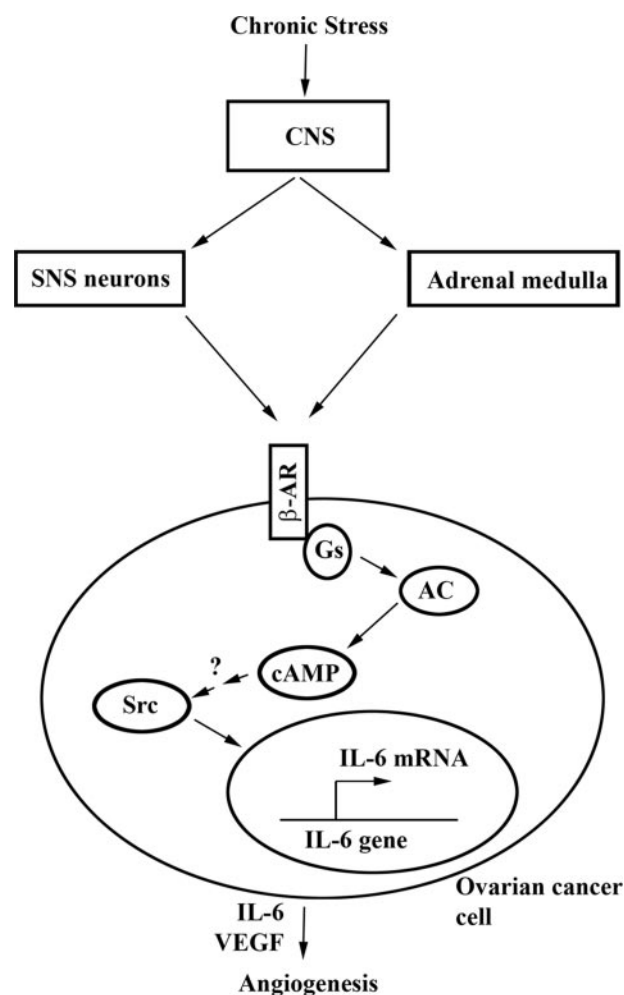 Chronic Stress
CNS
SNS neurons
Adrenal medulla
β-AR
Gs
AC
cAMP
?
Src
IL-6 mRNA
IL-6 gene
Ovarian cancer
cell
IL-6
VEGF
Angiogenesis